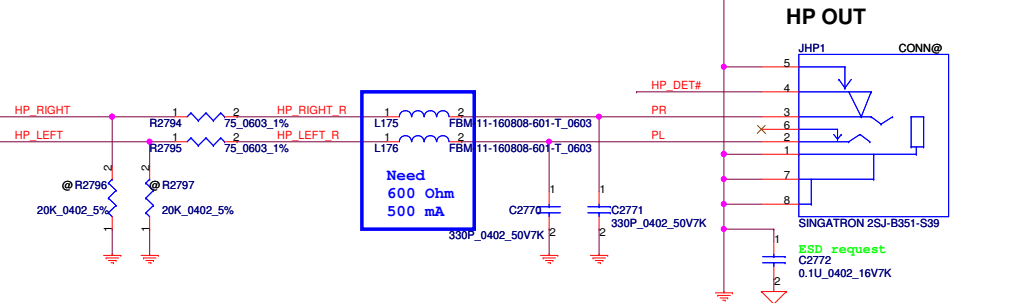 HP OUT
JHP1 CONN@
5
HP_DET# 4
HP_RIGHT 1 2 HP_RIGHT_R 1 2 PR 3
R2794 75_0603_1% L175 FBM-11-160808-601-T_0603
6
HP_LEFT 1 2 HP_LEFT_R 1 2 PL 2
R2795 75_0603_1% L176 FBM-11-160808-601-T_0603
1
Need
600 Ohm
500 mA
2 2
7
@ R2796 @ R2797
1 1
8
20K_0402_5% 20K_0402_5%
C2770 C2771
330P_0402_50V7K
330P_0402_50V7K
1 1 2 2
SINGATRON 2SJ-B351-S39
1
ESD request
C2772
0.1U_0402_16V7K
2